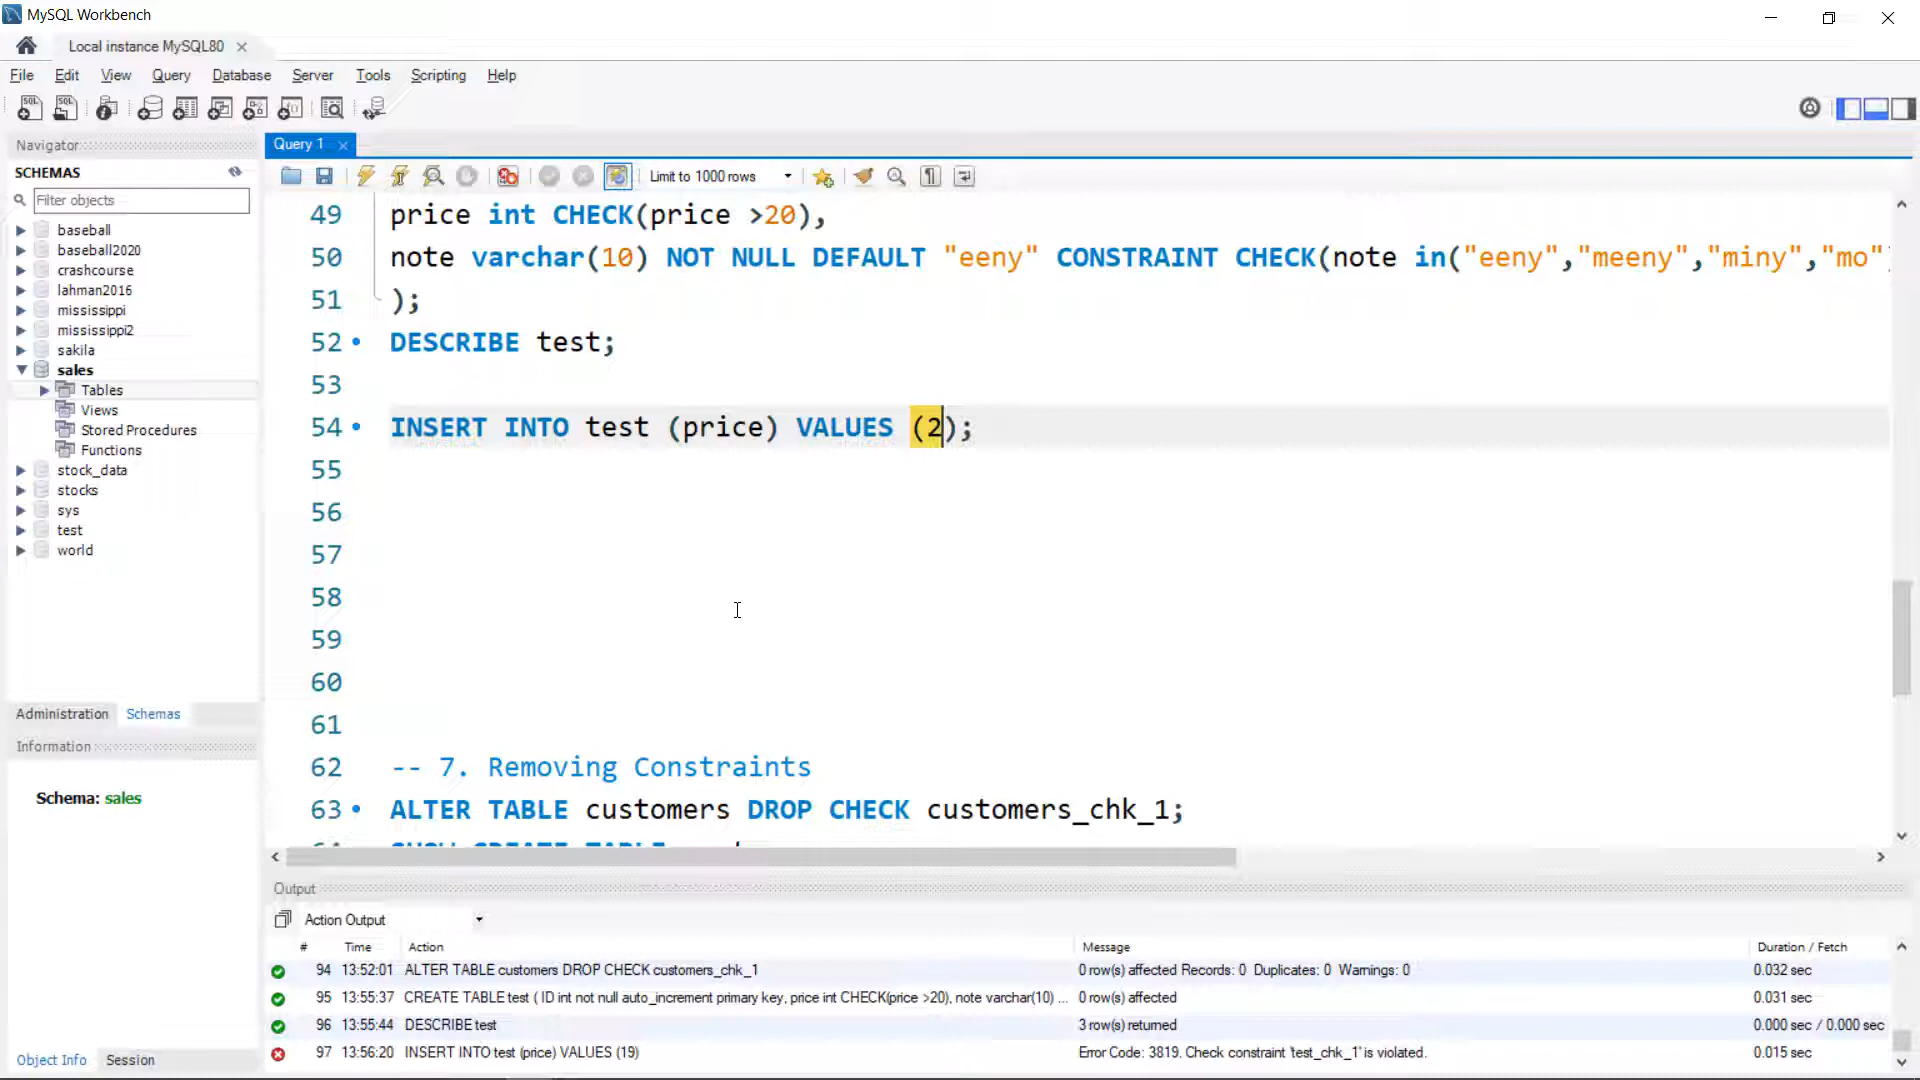 MySQL Workbench
Local instance MySQL80
File Edit View Query Database Server Tools Scripting Help
Navigator
SCHEMAS
Filter objects
baseball
baseball2020
crashcourse
lahman2016
mississippi
mississippi2
sakila
sales
Tables
Views
Stored Procedures
Functions
stock_data
stocks
sys
test
world
Administration Schemas
Information
Schema: sales
Object Info Session
Query 1
Limit to 1000 rows
49 price int CHECK(price >20),
50 note varchar(10) NOT NULL DEFAULT "eeny" CONSTRAINT CHECK(note in("eeny","meeny","miny","mo"
51 );
52 DESCRIBE test;
53
54 INSERT INTO test (price) VALUES (2);
55
56
57
58
59
60
61
62 -- 7. Removing Constraints
63 ALTER TABLE customers DROP CHECK customers_chk_1;
Output
Action Output
# Time Action Message Duration / Fetch
94 13:52:01 ALTER TABLE customers DROP CHECK customers_chk_1 0 row(s) affected Records: 0 Duplicates: 0 Warnings: 0 0.032 sec
95 13:55:37 CREATE TABLE test ( ID int not null auto_increment primary key, price int CHECK(price >20), note varchar(10) ... 0 row(s) affected 0.031 sec
96 13:55:44 DESCRIBE test 3 row(s) returned 0.000 sec / 0.000 sec
97 13:56:20 INSERT INTO test (price) VALUES (19) Error Code: 3819. Check constraint 'test_chk_1' is violated. 0.015 sec